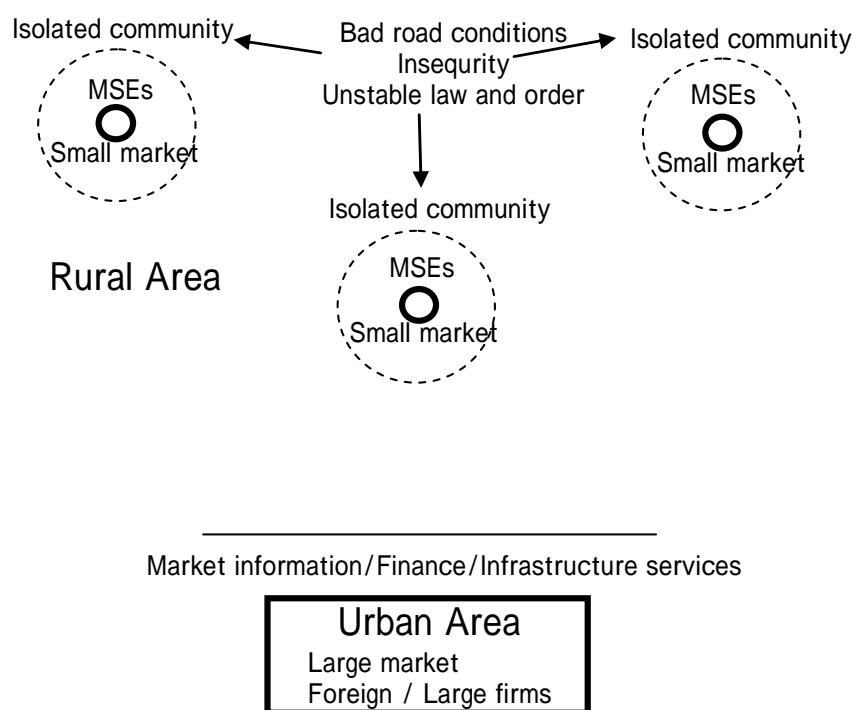 Isolated community
MSEs
Small market
Bad road conditions
Insequrity
Unstable law and order
Isolated community
MSEs
Small market
Isolated community
MSEs
Small market
Rural Area
Market information/Finance/Infrastructure services
Urban Area
Large market
Foreign / Large firms